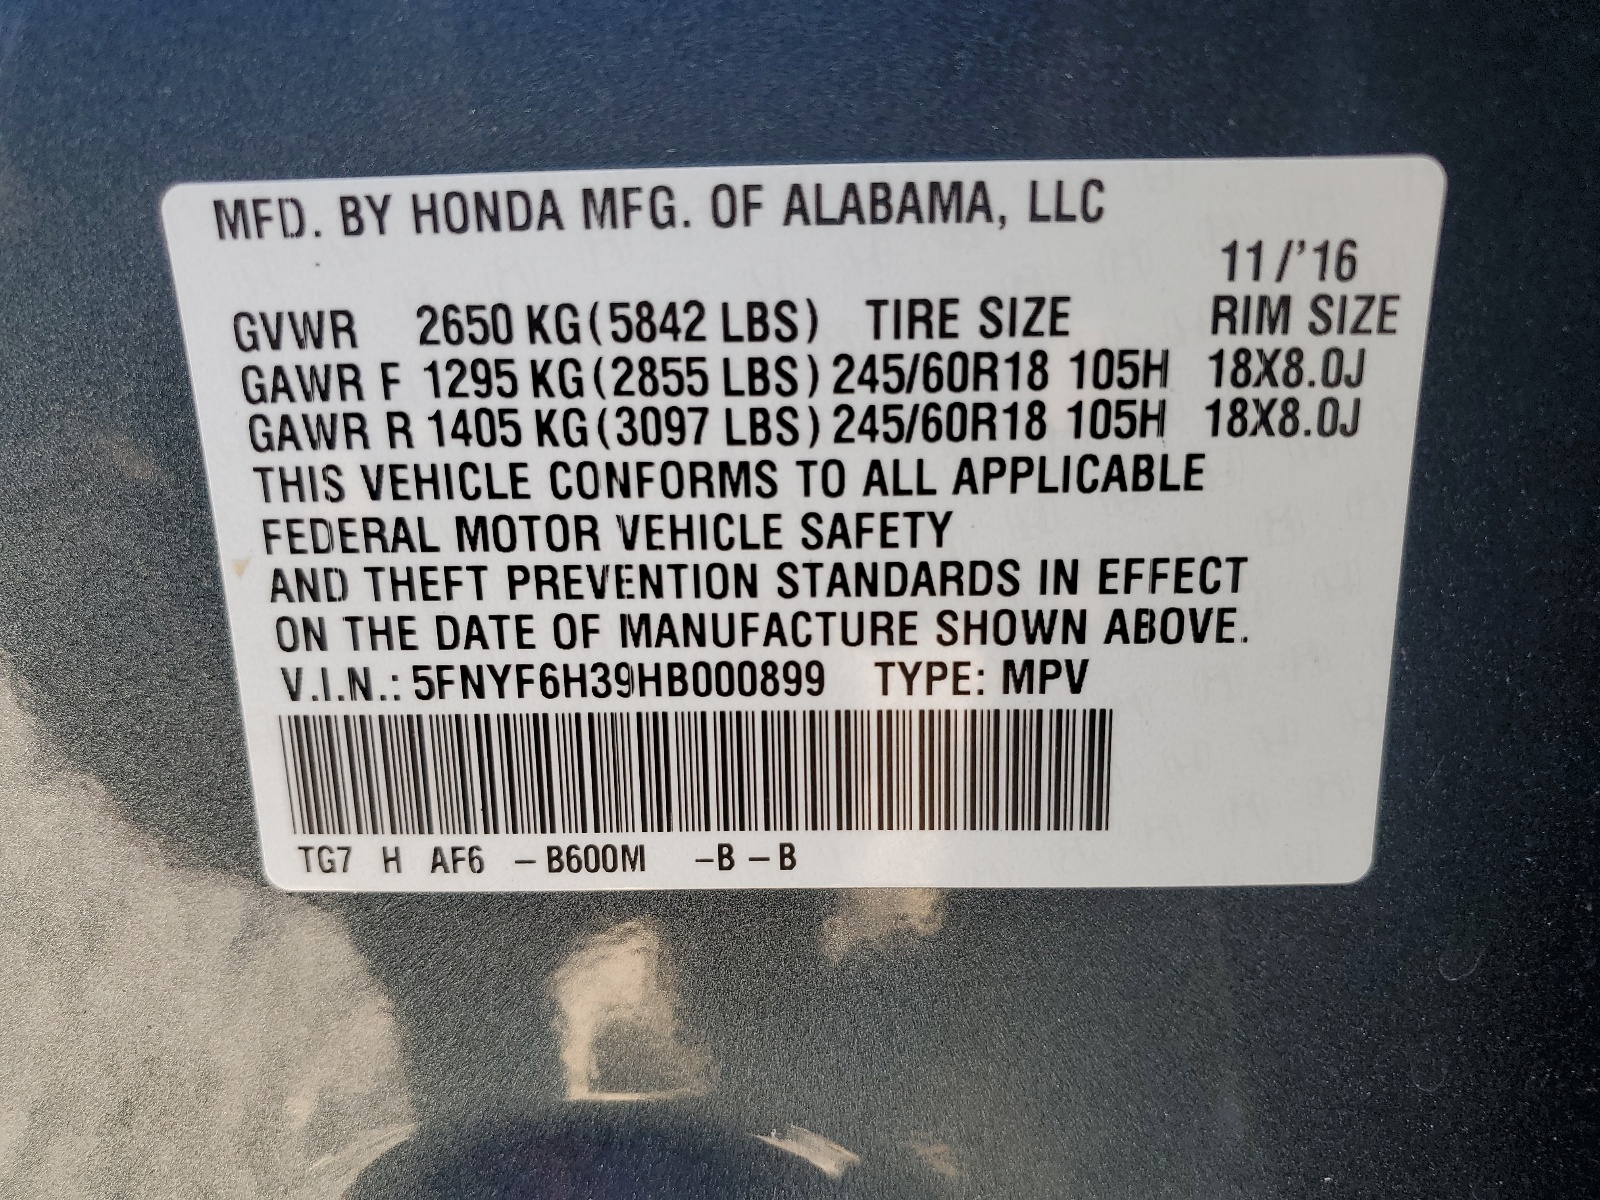 MFD. BY HONDA MFG. OF ALABAMA, LLC
11/'16
GVWR 2650 KG(5842 LBS) TIRE SIZE RIM SIZE
GAWR F 1295 KG(2855 LBS) 245/60R18 105H 18X8.0J
GAWR R 1405 KG(3097 LBS) 245/60R18 105H 18X8.0J
THIS VEHICLE CONFORMS TO ALL APPLICABLE
FEDERAL MOTOR VEHICLE SAFETY
AND THEFT PREVENTION STANDARDS IN EFFECT
ON THE DATE OF MANUFACTURE SHOWN ABOVE.
V.I.N.: 5FNYF6H39HB000899 TYPE: MPV
TG7 H AF6 – B600M –B – B